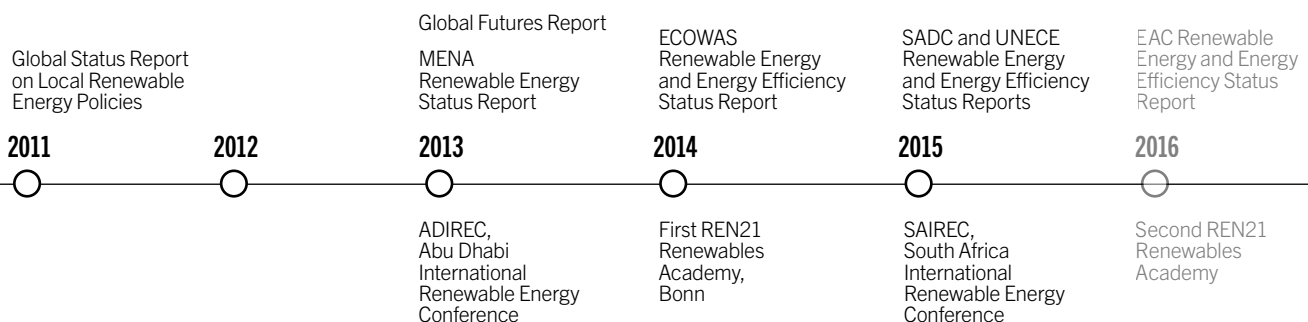 Global Status Report
on Local Renewable
Energy Policies
2011
2012
Global Futures Report
MENA
Renewable Energy
Status Report
2013
ADIREC,
Abu Dhabi
International
Renewable Energy
Conference
ECOWAS
Renewable Energy
and Energy Efficiency
Status Report
2014
First REN21
Renewables
Academy,
Bonn
SADC and UNECE
Renewable Energy
and Energy Efficiency
Status Reports
2015
SAIREC,
South Africa
International
Renewable Energy
Conference
EAC Renewable
Energy and Energy
Efficiency Status
Report
2016
Second REN21
Renewables
Academy